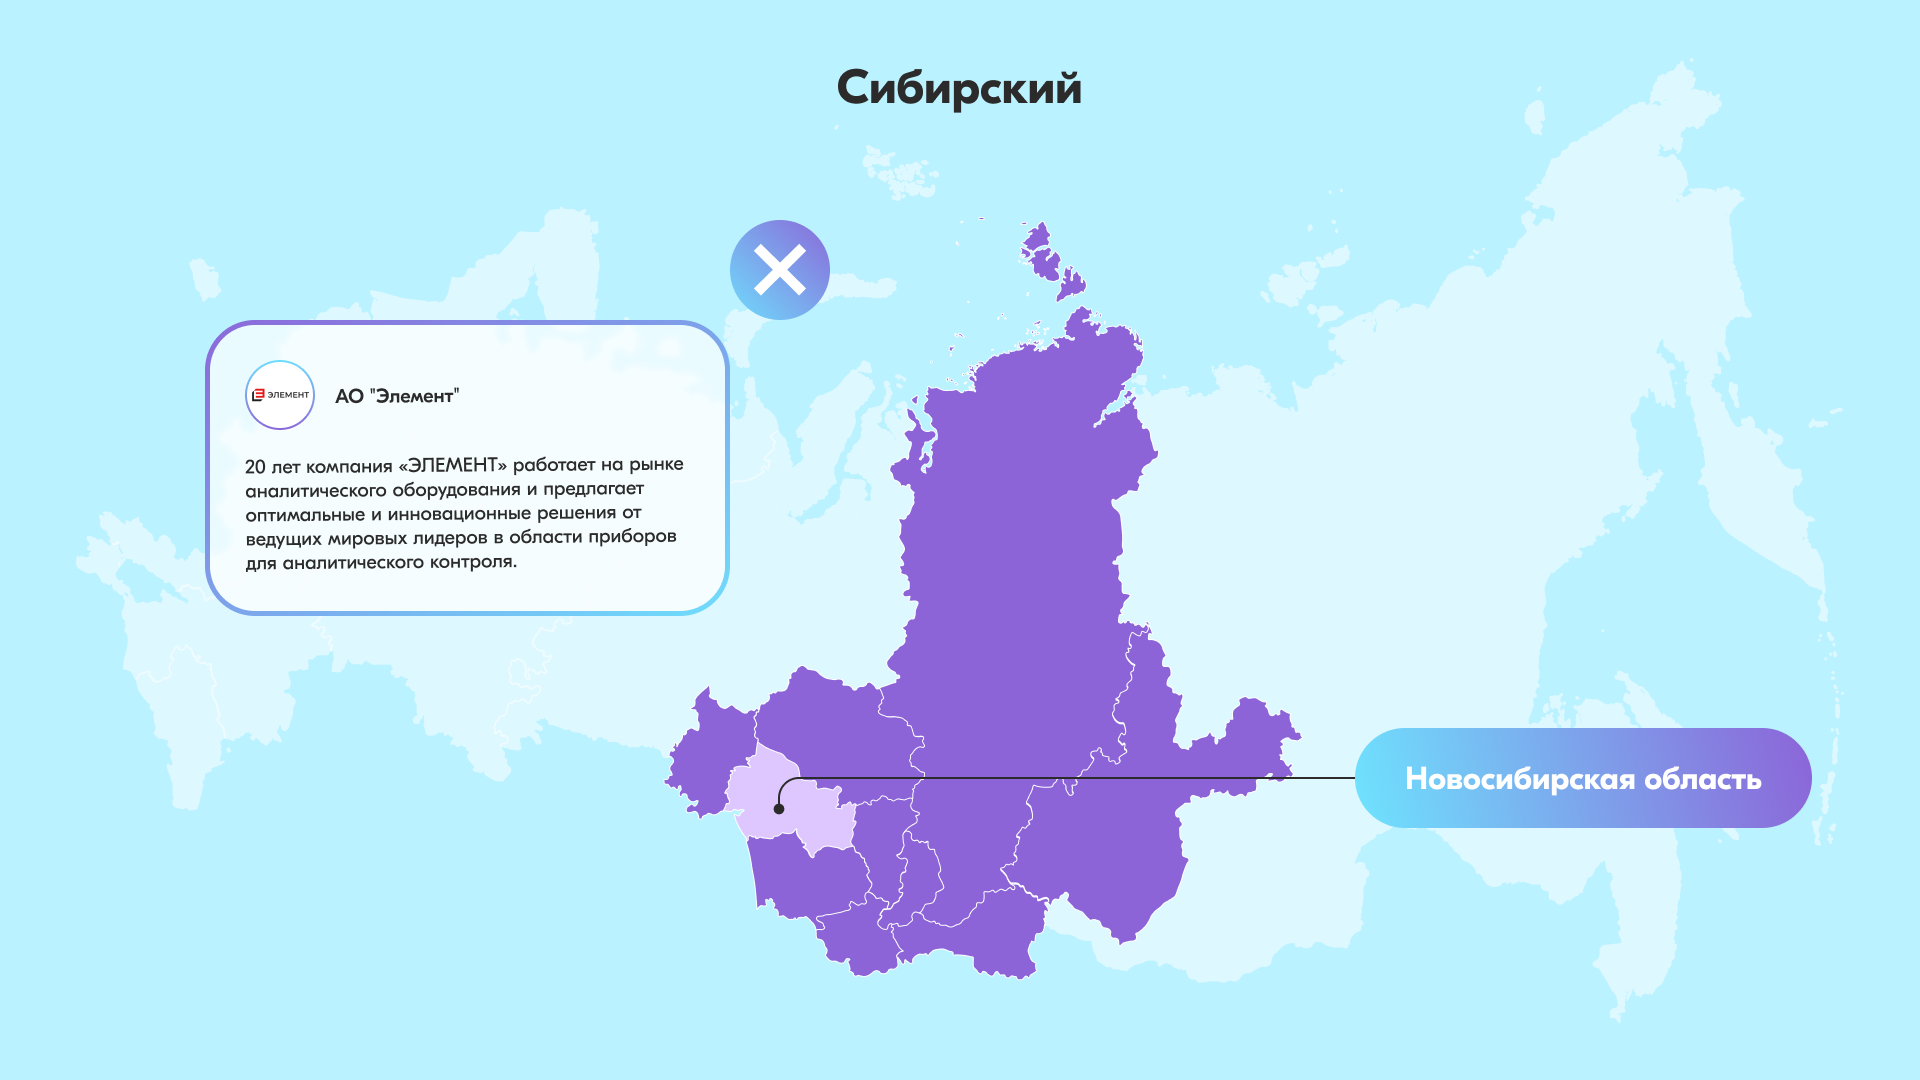 Сибирский
ЭЛЕМЕНТ
АО "Элемент"
20 лет компания «ЭЛЕМЕНТ» работает на рынке
аналитического оборудования и предлагает
оптимальные и инновационные решения от
ведущих мировых лидеров в области приборов
для аналитического контроля.
Новосибирская область